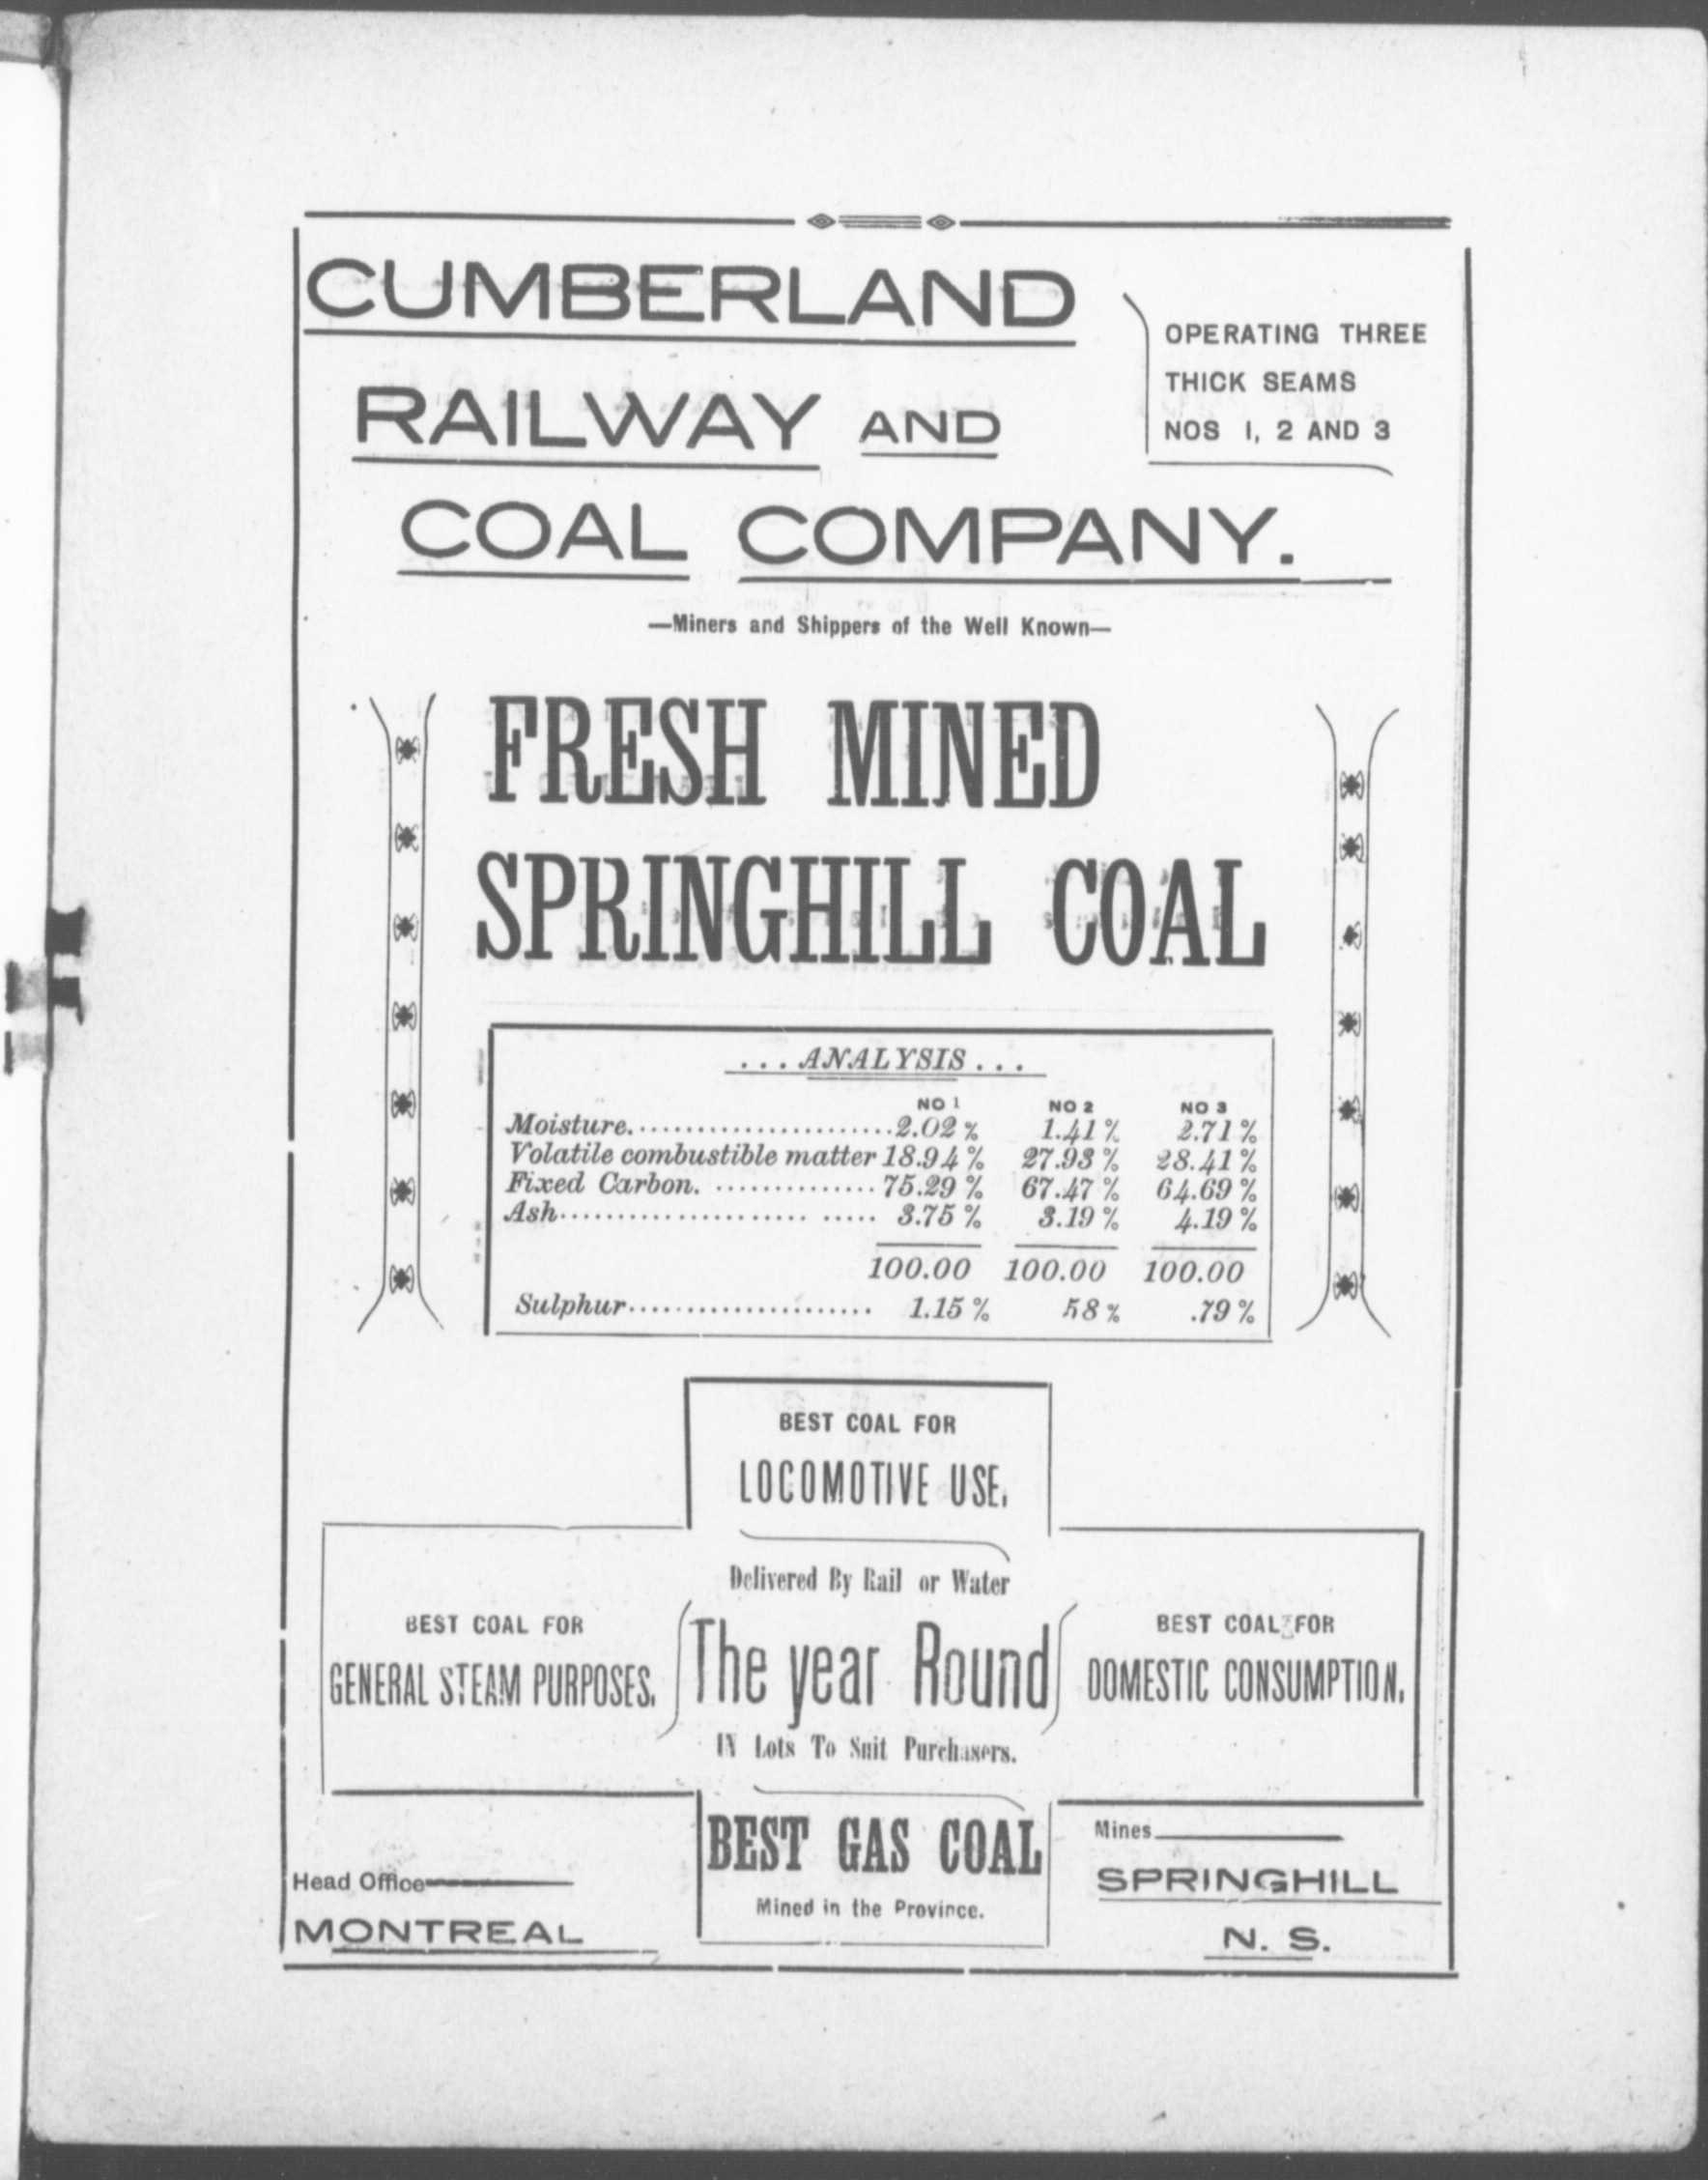 CUMBERLAND
RAILWAY AND
COAL COMPANY.
OPERATING THREE
THICK SEAMS
NOS 1, 2 AND 3
—Miners and Shippers of the Well Known—
FRESH MINED
SPRINGHILL COAL
...ANALYSIS...
NO 1 NO 2 NO 3
Moisture.......................2.02% 1.41% 2.71%
Volatile combustible matter 18.94% 27.93% 28.41%
Fixed Carbon. ..............75.29% 67.47% 64.69%
Ash..................... ..... 3.75% 3.19% 4.19%
100.00 100.00 100.00
Sulphur..................... 1.15% 58% .79%
BEST COAL FOR
LOCOMOTIVE USE,
BEST COAL FOR
GENERAL STEAM PURPOSES,
Delivered By Rail or Water
The year Round
IN Lots To Suit Purchasers.
BEST COAL FOR
DOMESTIC CONSUMPTION,
BEST GAS COAL
Mined in the Province.
Head Office
MONTREAL
Mines
SPRINGHILL
N. S.